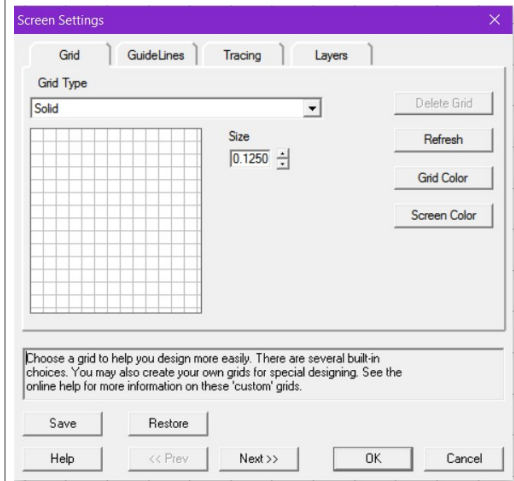 Screen Settings
Grid GuideLines Tracing Layers
Grid Type
Solid
Delete Grid
Size
0.1250
Refresh
Grid Color
Screen Color
Choose a grid to help you design more easily. There are several built-in
choices. You may also create your own grids for special designing. See the
online help for more information on these 'custom' grids.
Save Restore
Help << Prev Next >> OK Cancel